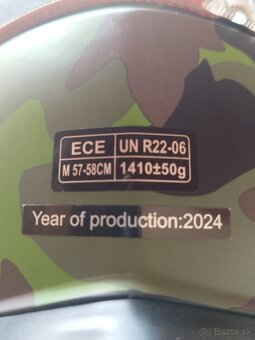 ECE UN R22-06
M 57-58CM 1410±50g
Year of production:2024
Bazos.sk